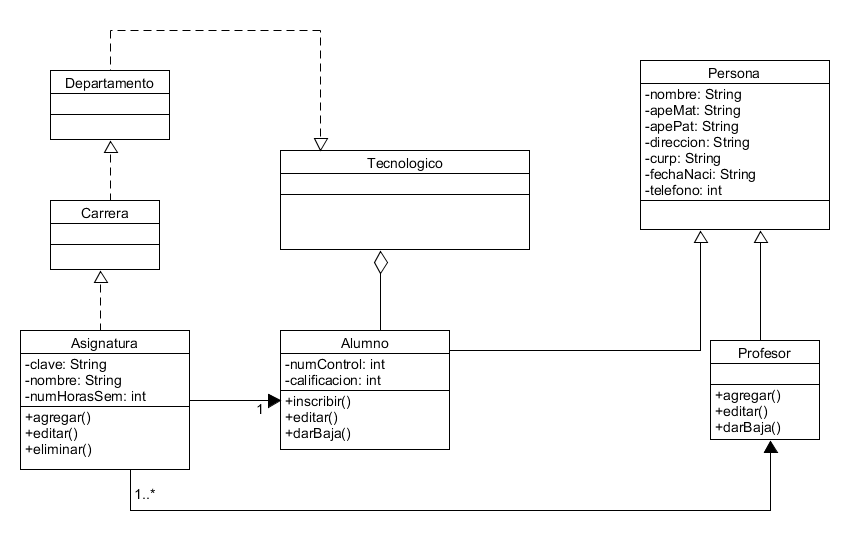 Departamento
Persona
-nombre: String
-apeMat: String
-apePat: String
-direccion: String
-curp: String
-fechaNaci: String
-telefono: int
Tecnologico
Carrera
Asignatura
-clave: String
-nombre: String
-numHorasSem: int
+agregar()
+editar()
+eliminar()
Alumno
-numControl: int
-calificacion: int
+inscribir()
+editar()
+darBaja()
Profesor
+agregar()
+editar()
+darBaja()
1
1..*